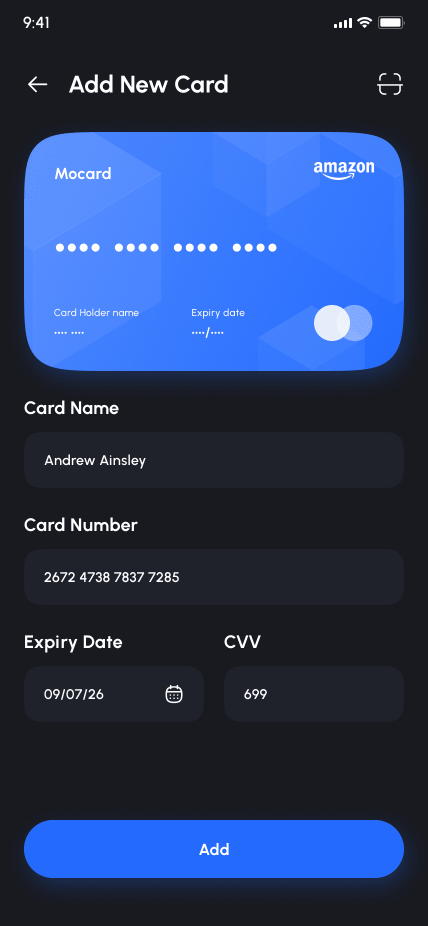 9:41
Add New Card
Mocard
amazon
•••• •••• •••• ••••
Card Holder name
Expiry date
•••• ••••
••••/••••
Card Name
Andrew Ainsley
Card Number
2672 4738 7837 7285
Expiry Date
CVV
09/07/26
699
Add